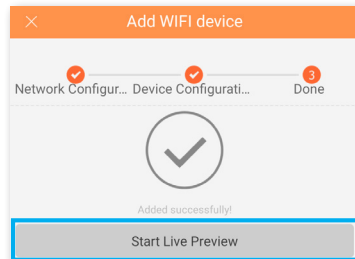 Add WIFI device
3
Network Configur... Device Configurati... Done
Added successfully!
Start Live Preview